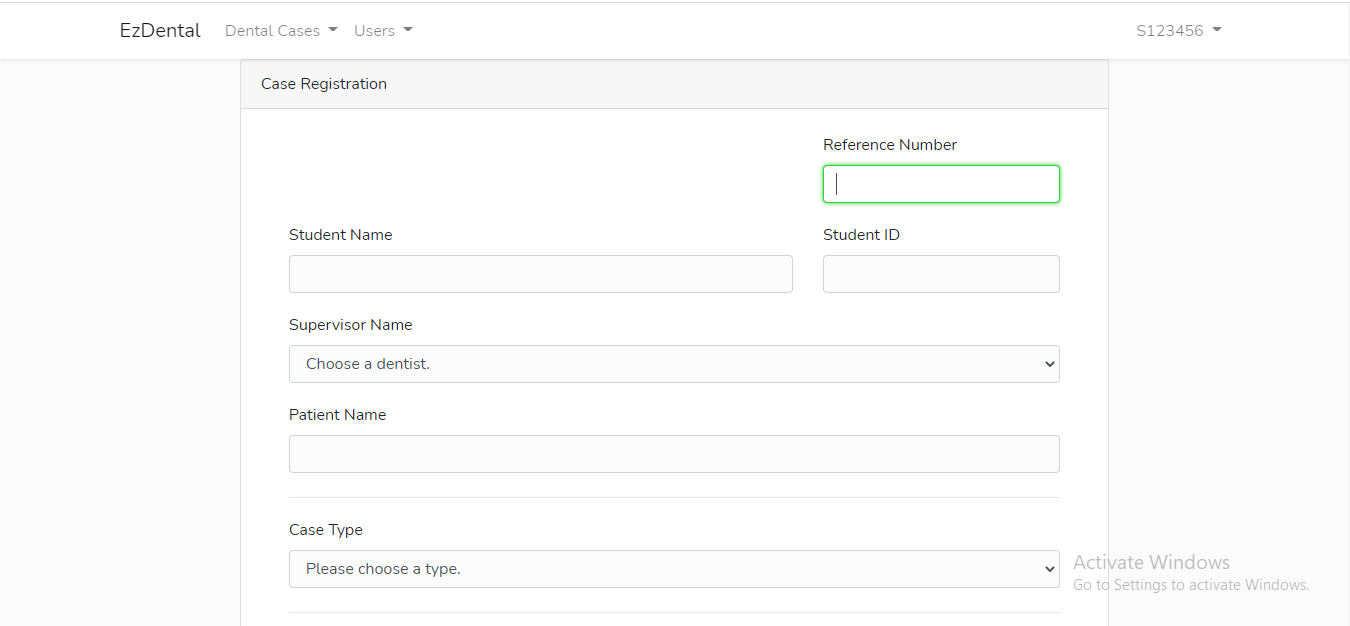 EzDental Dental Cases Users S123456
Case Registration
Reference Number
Student Name Student ID
Supervisor Name
Choose a dentist.
Patient Name
Case Type
Please choose a type.
Activate Windows
Go to Settings to activate Windows.